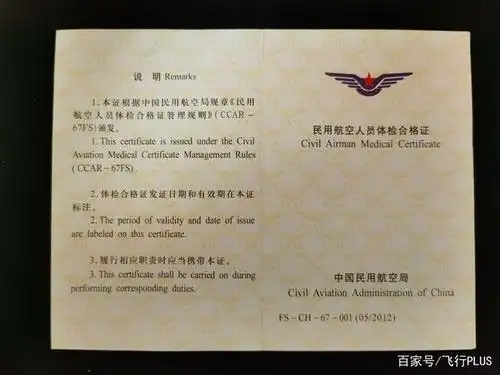 说 明 Remarks
1. 本证根据中国民用航空局规章《民用
航空人员体检合格证管理规则》(CCAR-
67FS)颁发。
1. This certificate is issued under the Civil
Aviation Medical Certificate Management Rules
(CCAR-67FS).
2. 体检合格证发证日期和有效期在本证
标注。
2. The period of validity and date of issue
are labeled on this certificate.
3. 履行相应职责时应当携带本证。
3. This certificate shall be carried on during
performing corresponding duties.
民用航空人员体检合格证
Civil Airman Medical Certificate
中国民用航空局
Civil Aviation Administration of China
FS-CH-67-001(05/2012)
百家号/飞行PLUS